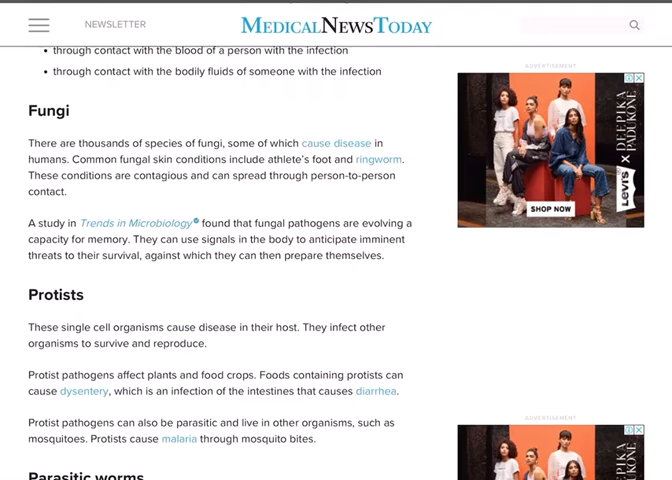 NEWSLETTER
MEDICALNEWSTODAY
• through contact with the blood of a person with the infection
• through contact with the bodily fluids of someone with the infection
Fungi
There are thousands of species of fungi, some of which cause disease in
humans. Common fungal skin conditions include athlete's foot and ringworm.
These conditions are contagious and can spread through person-to-person
contact.
A study in Trends in Microbiology found that fungal pathogens are evolving a
capacity for memory. They can use signals in the body to anticipate imminent
threats to their survival, against which they can then prepare themselves.
Protists
These single cell organisms cause disease in their host. They infect other
organisms to survive and reproduce.
Protist pathogens affect plants and food crops. Foods containing protists can
cause dysentery, which is an infection of the intestines that causes diarrhea.
Protist pathogens can also be parasitic and live in other organisms, such as
mosquitoes. Protists cause malaria through mosquito bites.
Parasitic worms
ADVERTISEMENT
Levi's X DEEPIKA
PADUKONE
SHOP NOW
ADVERTISEMENT
DEEPIKA
PADUKONE